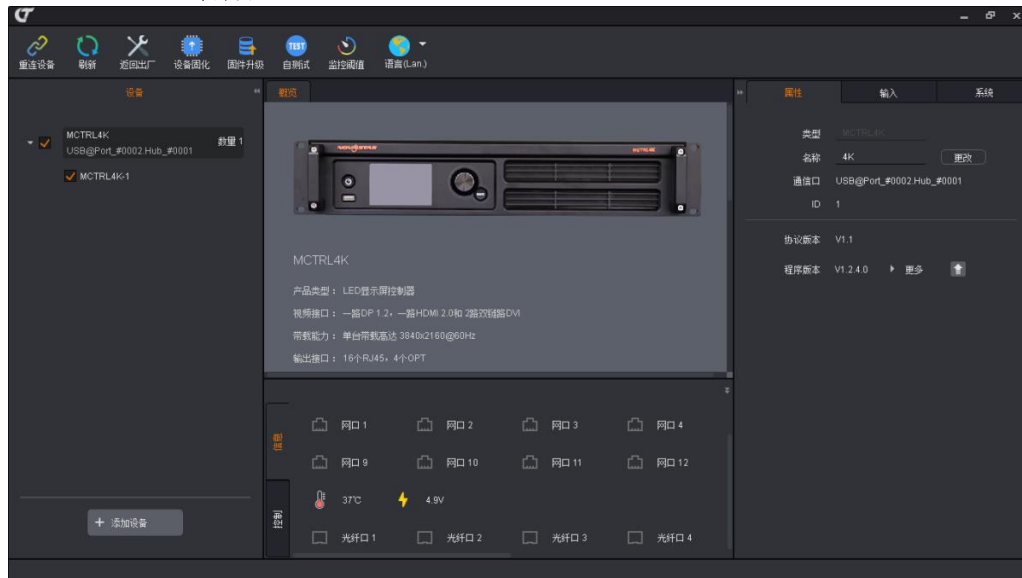 重连设备 刷新 返回出厂 设备固化 固件升级 TEST 自测试 监控阈值 语言(Lan.)
设备
MCTRL4K 数量 1
USB@Port_#0002.Hub_#0001
MCTRL4K-1
添加设备
概览
NOVASTAR MCTRL4K
MCTRL4K
产品类型： LED显示屏控制器
视频接口： 一路DP 1.2，一路HDMI 2.0和 2路双链路DVI
带载能力： 单台带载高达 3840x2160@60Hz
输出接口： 16个RJ45，4个OPT
信息
控制
网口 1 网口 2 网口 3 网口 4
网口 9 网口 10 网口 11 网口 12
37℃ 4.9V
光纤口 1 光纤口 2 光纤口 3 光纤口 4
属性 输入 系统
类型 MCTRL4K
名称 4K 更改
通信口 USB@Port_#0002.Hub_#0001
ID 1
协议版本 V1.1
程序版本 V1.2.4.0 更多